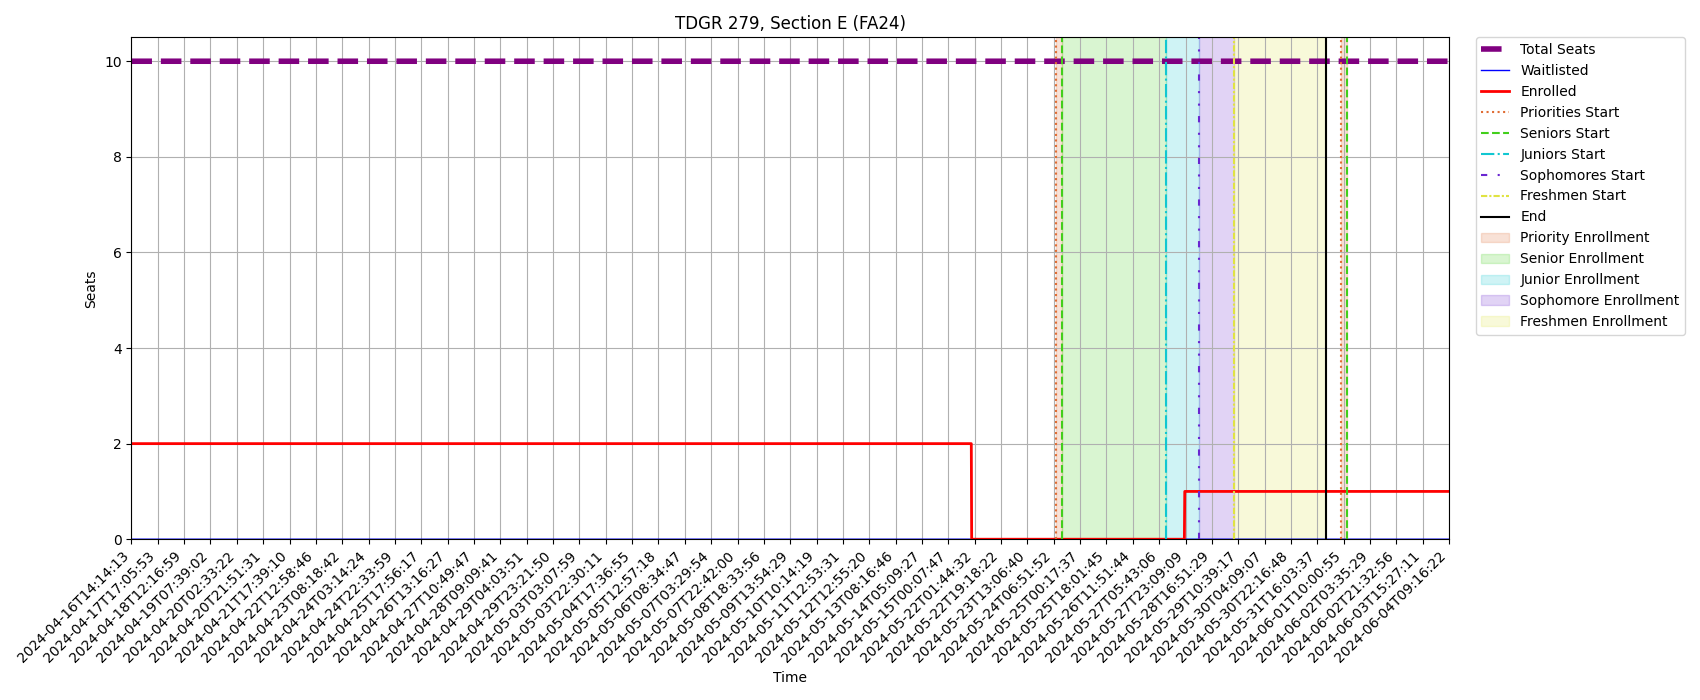 TDGR 279, Section E (FA24)
Seats
10
8
6
4
2
0
2024-04-16T14:14:13
2024-04-17T17:05:53
2024-04-18T12:16:59
2024-04-19T07:39:02
2024-04-20T02:33:22
2024-04-20T21:51:31
2024-04-21T17:39:10
2024-04-22T12:58:46
2024-04-23T08:18:42
2024-04-24T03:14:24
2024-04-24T22:33:59
2024-04-25T17:56:17
2024-04-26T13:16:27
2024-04-27T10:49:47
2024-04-28T09:09:41
2024-04-29T04:03:51
2024-04-29T23:21:50
2024-05-03T03:07:59
2024-05-03T22:30:11
2024-05-04T17:36:55
2024-05-05T12:57:18
2024-05-06T08:34:47
2024-05-07T03:29:54
2024-05-07T22:42:00
2024-05-08T18:33:56
2024-05-09T13:54:29
2024-05-10T10:14:19
2024-05-11T12:53:31
2024-05-12T12:55:20
2024-05-13T08:16:46
2024-05-14T05:09:27
2024-05-15T00:07:47
2024-05-22T01:44:32
2024-05-22T19:18:22
2024-05-23T13:06:40
2024-05-24T06:51:52
2024-05-25T00:17:37
2024-05-25T18:01:45
2024-05-26T11:51:44
2024-05-27T05:43:06
2024-05-27T23:09:09
2024-05-28T16:51:29
2024-05-29T10:39:17
2024-05-30T04:09:07
2024-05-30T22:16:48
2024-05-31T16:03:37
2024-06-01T10:00:55
2024-06-02T03:35:29
2024-06-02T21:32:56
2024-06-03T15:27:11
2024-06-04T09:16:22
Time
Total Seats
Waitlisted
Enrolled
Priorities Start
Seniors Start
Juniors Start
Sophomores Start
Freshmen Start
End
Priority Enrollment
Senior Enrollment
Junior Enrollment
Sophomore Enrollment
Freshmen Enrollment